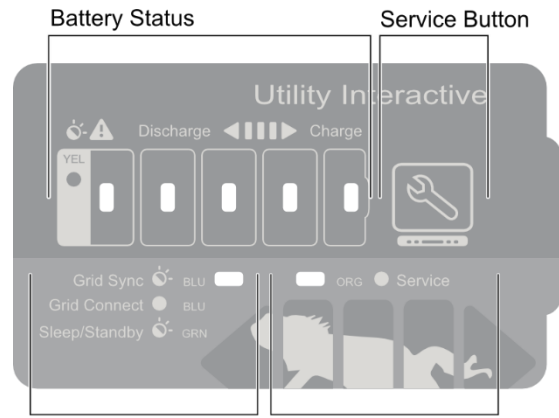 Battery Status Service Button
Utility Interactive
Discharge Charge
YEL
Grid Sync BLU ORG Service
Grid Connect BLU
Sleep/Standby GRN